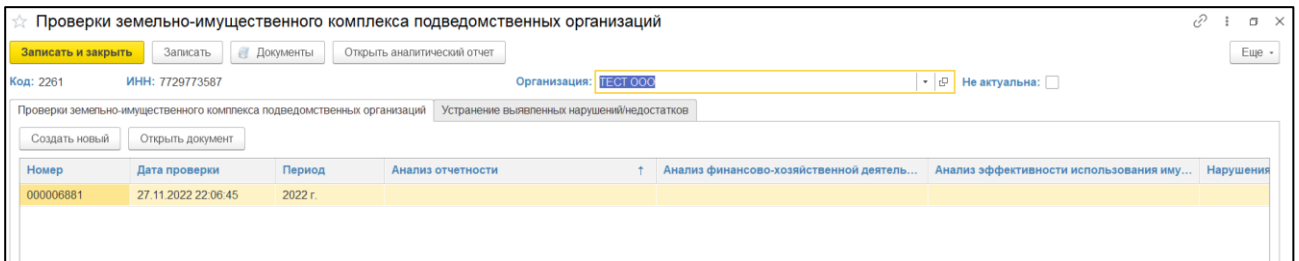 Проверки земельно-имущественного комплекса подведомственных организаций
Записать и закрыть Записать Документы Открыть аналитический отчет Еще
Код: 2261 ИНН: 7729773587 Организация: ТЕСТ ООО Не актуальна:
Проверки земельно-имущественного комплекса подведомственных организаций Устранение выявленных нарушений/недостатков
Создать новый Открыть документ
Номер Дата проверки Период Анализ отчетности ↑ Анализ финансово-хозяйственной деятель... Анализ эффективности использования иму... Нарушения
000006881 27.11.2022 22:06:45 2022 г.